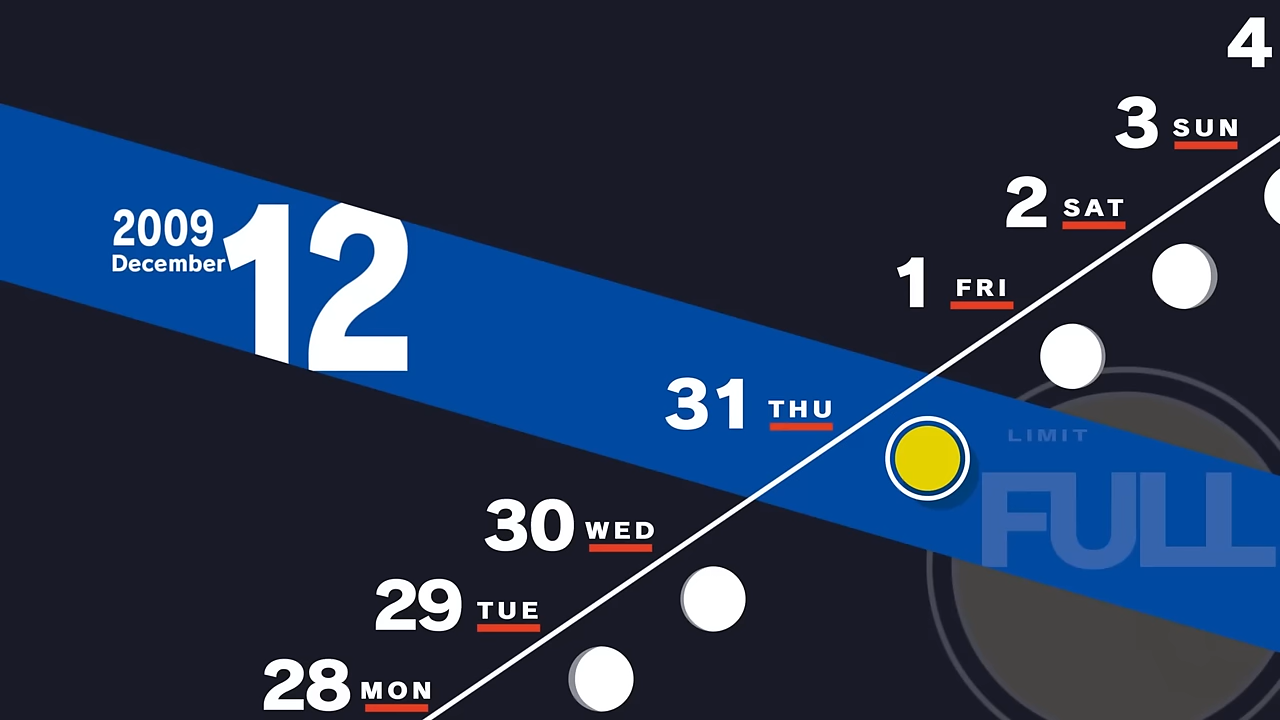 4
3 SUN
2 SAT
1 FRI
2009
December
12
31 THU
LIMIT
FULL
30 WED
29 TUE
28 MON